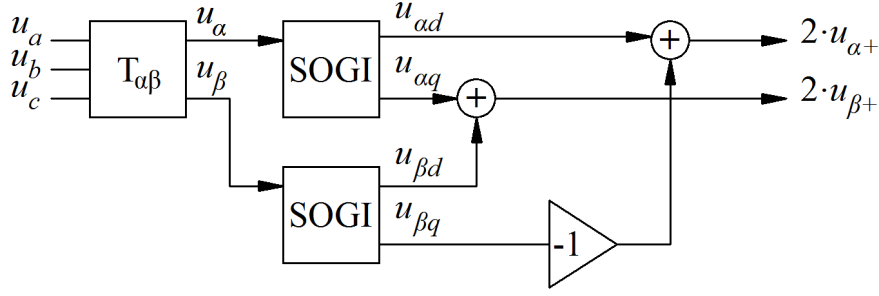 u_a
u_b
u_c
T_αβ
u_α
u_β
SOGI
u_αd
u_αq
+
+
2·u_α+
2·u_β+
SOGI
u_βd
u_βq
-1